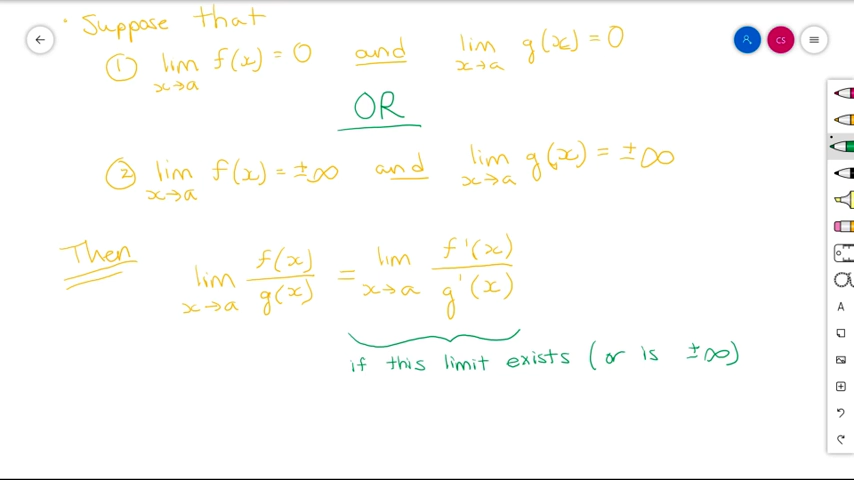 • Suppose that
① lim x→a f(x) = 0 and lim x→a g(x) = 0
OR
② lim x→a f(x) = ±∞ and lim x→a g(x) = ±∞
Then lim x→a f(x)/g(x) = lim x→a f'(x)/g'(x)
if this limit exists (or is ±∞)
CS
A